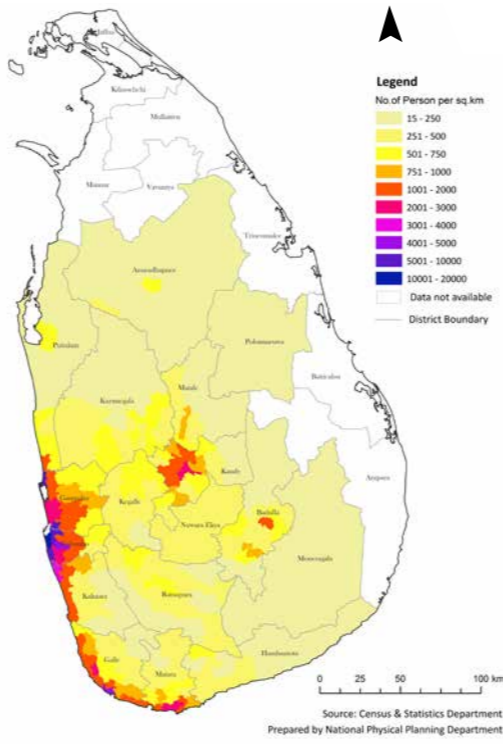 Jaffna
Kilinochchi
Mullaitivu
Mannar
Vavuniya
Trincomalee
Anuradhapura
Puttalam
Polonnaruwa
Batticaloa
Matale
Kurunegala
Kandy
Ampara
Gampaha
Kegalle
Badulla
Nuwara Eliya
Moneragala
Kalutara
Ratnapura
Galle
Matara
Hambantota
Legend
No.of Person per sq.km
15 - 250
251 - 500
501 - 750
751 - 1000
1001 - 2000
2001 - 3000
3001 - 4000
4001 - 5000
5001 - 10000
10001 - 20000
Data not available
District Boundary
0 25 50 100 km
Source: Census & Statistics Department
Prepared by National Physical Planning Department